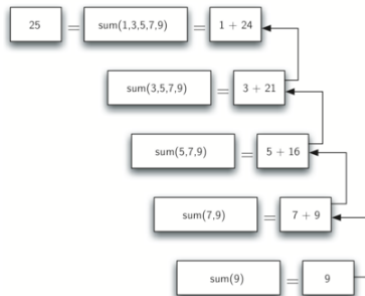 25 = sum(1,3,5,7,9) = 1 + 24
sum(3,5,7,9) = 3 + 21
sum(5,7,9) = 5 + 16
sum(7,9) = 7 + 9
sum(9) = 9